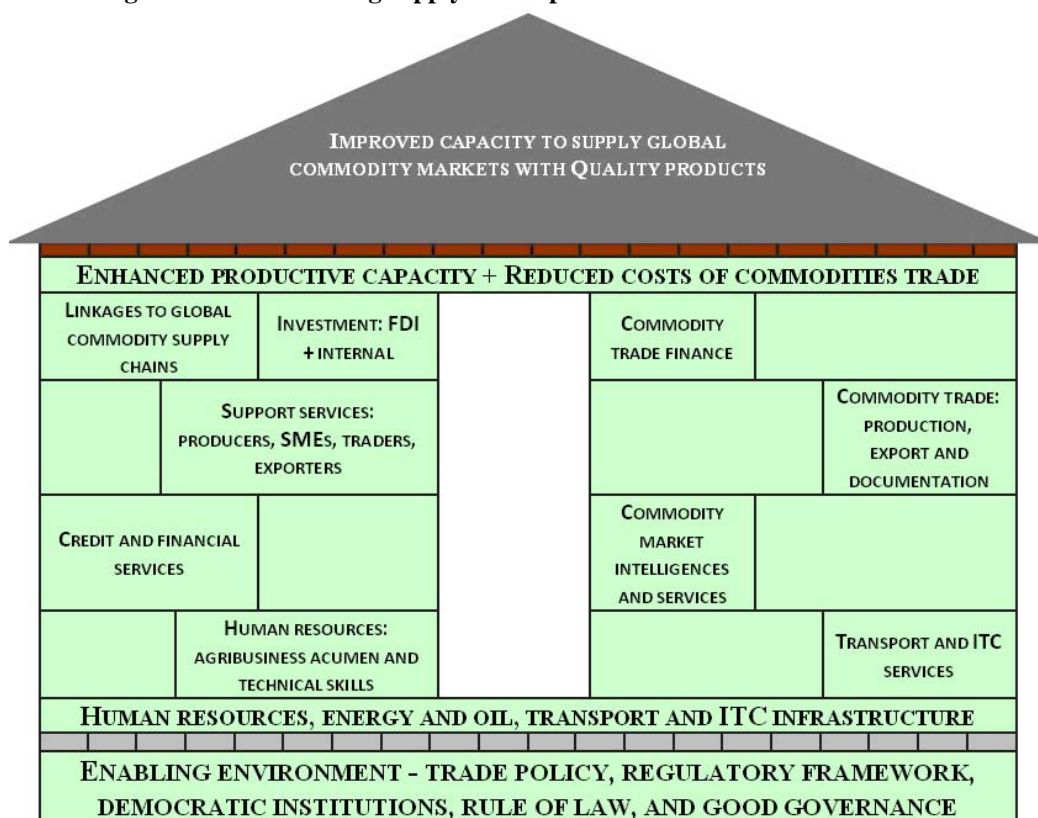 IMPROVED CAPACITY TO SUPPLY GLOBAL
COMMODITY MARKETS WITH QUALITY PRODUCTS
ENHANCED PRODUCTIVE CAPACITY + REDUCED COSTS OF COMMODITIES TRADE
LINKAGES TO GLOBAL
COMMODITY SUPPLY
CHAINS
INVESTMENT: FDI
+ INTERNAL
COMMODITY
TRADE FINANCE
SUPPORT SERVICES:
PRODUCERS, SMES, TRADERS,
EXPORTERS
COMMODITY TRADE:
PRODUCTION,
EXPORT AND
DOCUMENTATION
CREDIT AND FINANCIAL
SERVICES
COMMODITY
MARKET
INTELLIGENCES
AND SERVICES
HUMAN RESOURCES:
AGRIBUSINESS ACUMEN AND
TECHNICAL SKILLS
TRANSPORT AND ITC
SERVICES
HUMAN RESOURCES, ENERGY AND OIL, TRANSPORT AND ITC INFRASTRUCTURE
ENABLING ENVIRONMENT - TRADE POLICY, REGULATORY FRAMEWORK,
DEMOCRATIC INSTITUTIONS, RULE OF LAW, AND GOOD GOVERNANCE